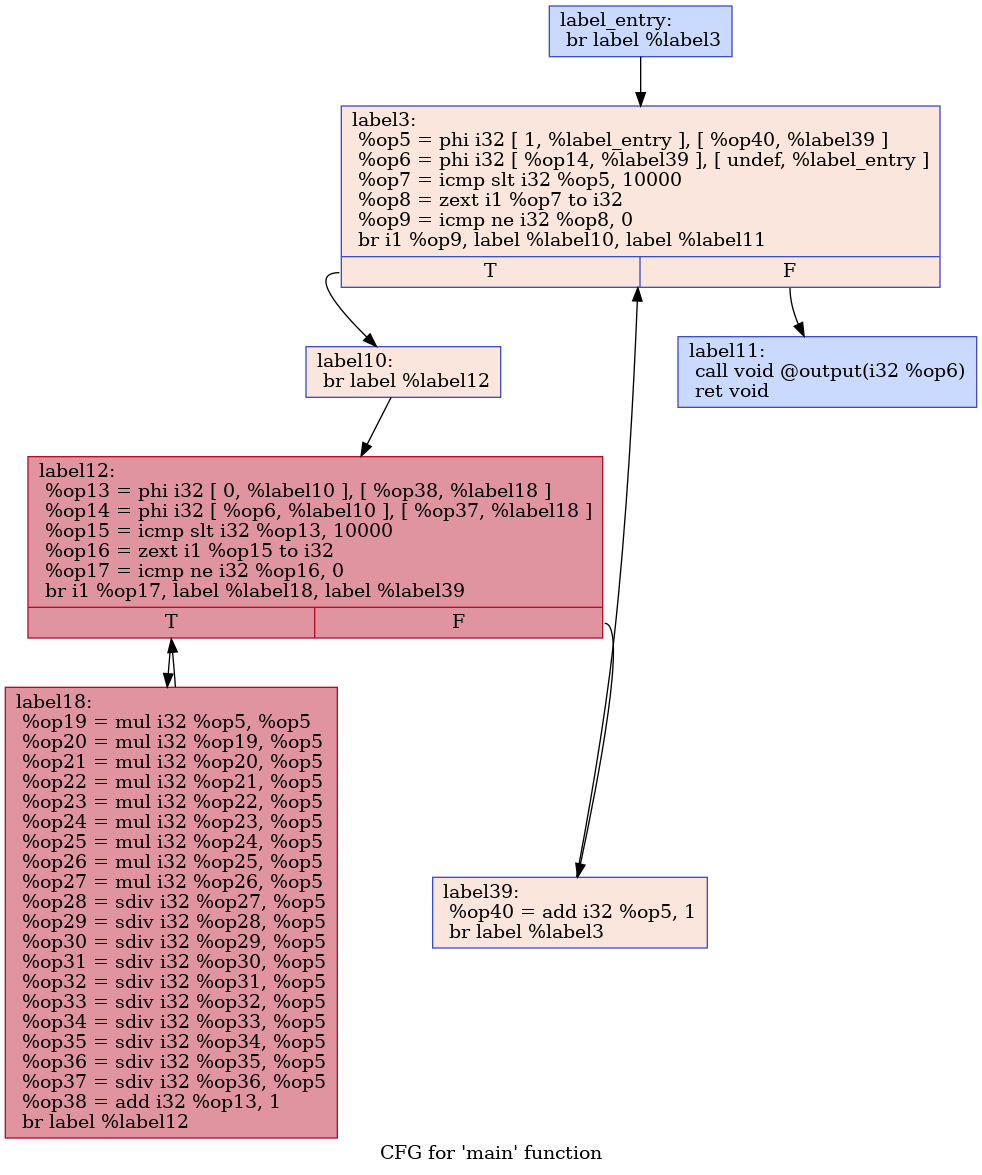 label_entry:
br label %label3
label3:
%op5 = phi i32 [ 1, %label_entry ], [ %op40, %label39 ]
%op6 = phi i32 [ %op14, %label39 ], [ undef, %label_entry ]
%op7 = icmp slt i32 %op5, 10000
%op8 = zext i1 %op7 to i32
%op9 = icmp ne i32 %op8, 0
br i1 %op9, label %label10, label %label11
T
F
label10:
br label %label12
label11:
call void @output(i32 %op6)
ret void
label12:
%op13 = phi i32 [ 0, %label10 ], [ %op38, %label18 ]
%op14 = phi i32 [ %op6, %label10 ], [ %op37, %label18 ]
%op15 = icmp slt i32 %op13, 10000
%op16 = zext i1 %op15 to i32
%op17 = icmp ne i32 %op16, 0
br i1 %op17, label %label18, label %label39
T
F
label18:
%op19 = mul i32 %op5, %op5
%op20 = mul i32 %op19, %op5
%op21 = mul i32 %op20, %op5
%op22 = mul i32 %op21, %op5
%op23 = mul i32 %op22, %op5
%op24 = mul i32 %op23, %op5
%op25 = mul i32 %op24, %op5
%op26 = mul i32 %op25, %op5
%op27 = mul i32 %op26, %op5
%op28 = sdiv i32 %op27, %op5
%op29 = sdiv i32 %op28, %op5
%op30 = sdiv i32 %op29, %op5
%op31 = sdiv i32 %op30, %op5
%op32 = sdiv i32 %op31, %op5
%op33 = sdiv i32 %op32, %op5
%op34 = sdiv i32 %op33, %op5
%op35 = sdiv i32 %op34, %op5
%op36 = sdiv i32 %op35, %op5
%op37 = sdiv i32 %op36, %op5
%op38 = add i32 %op13, 1
br label %label12
label39:
%op40 = add i32 %op5, 1
br label %label3
CFG for 'main' function